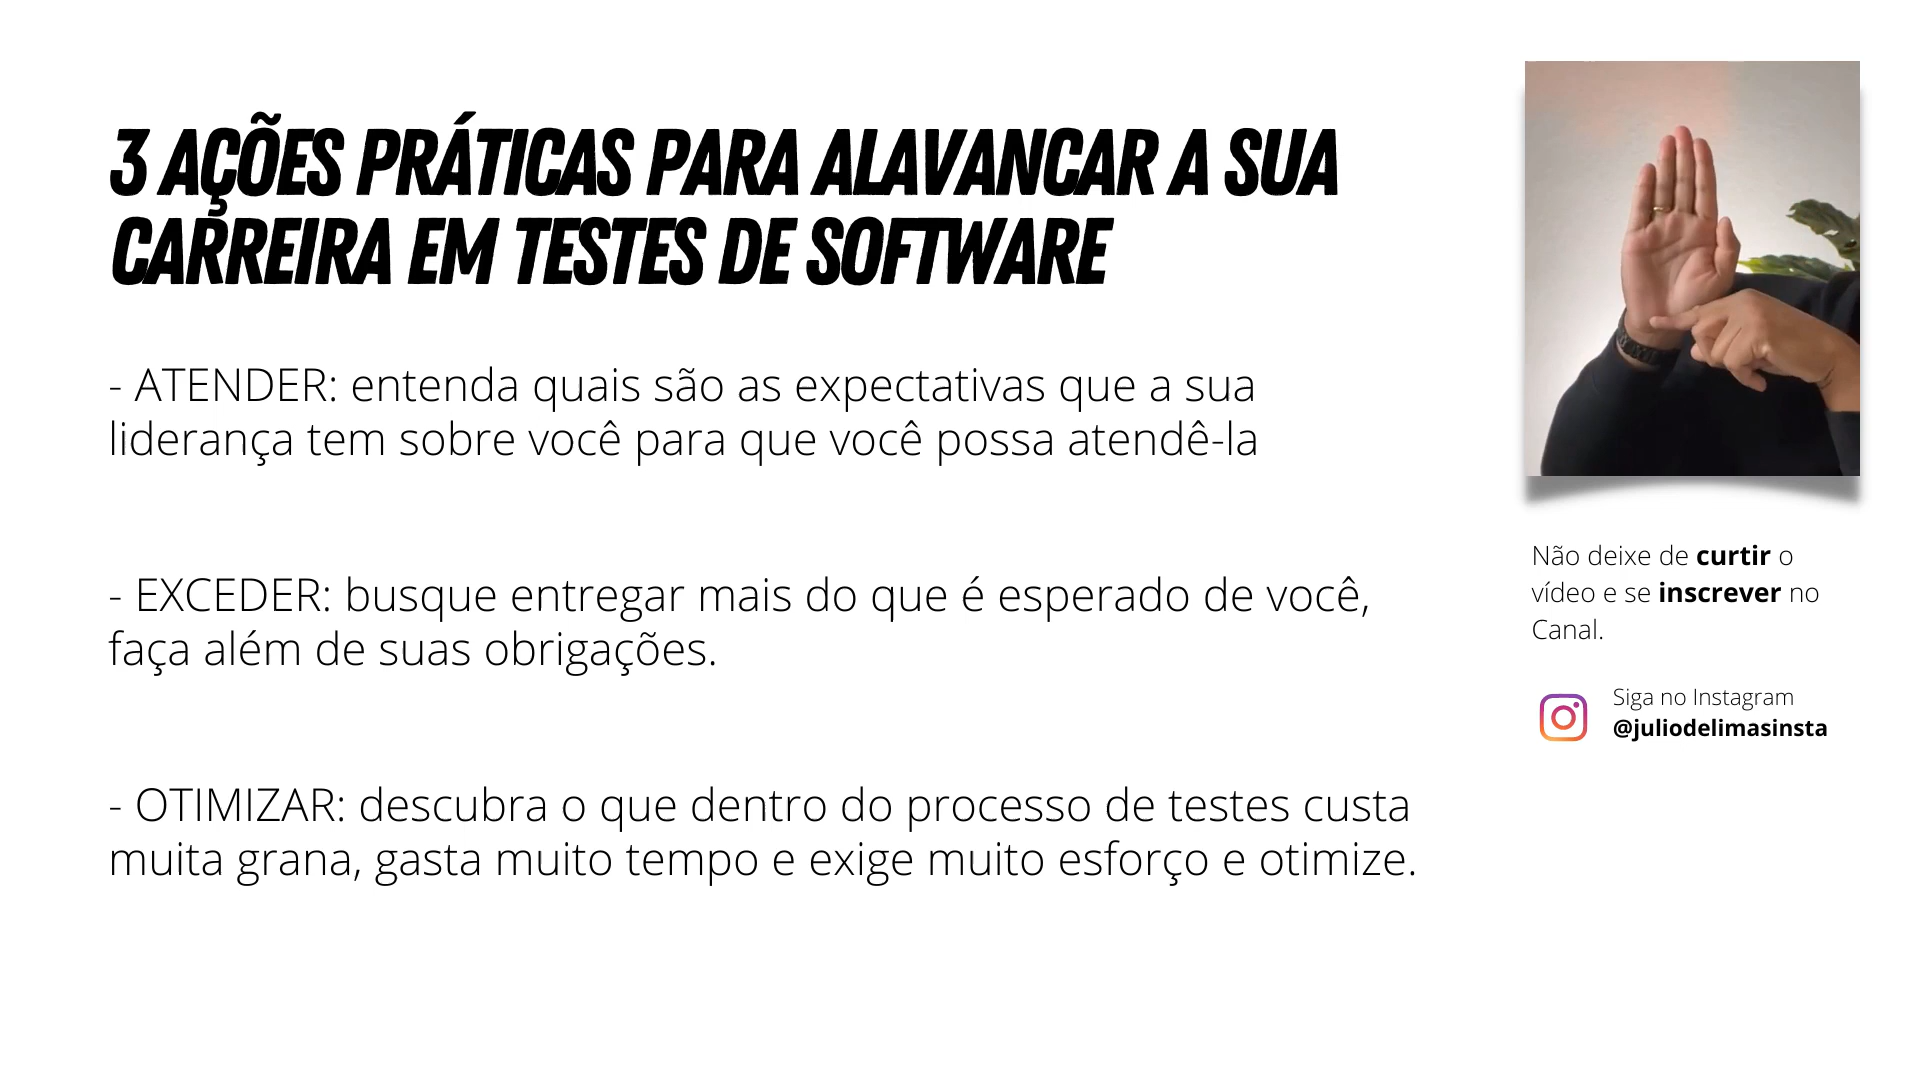 3 AÇÕES PRÁTICAS PARA ALAVANCAR A SUA
CARREIRA EM TESTES DE SOFTWARE
- ATENDER: entenda quais são as expectativas que a sua
liderança tem sobre você para que você possa atendê-la
- EXCEDER: busque entregar mais do que é esperado de você,
faça além de suas obrigações.
- OTIMIZAR: descubra o que dentro do processo de testes custa
muita grana, gasta muito tempo e exige muito esforço e otimize.
Não deixe de curtir o
vídeo e se inscrever no
Canal.
Siga no Instagram
@juliodelimasinsta